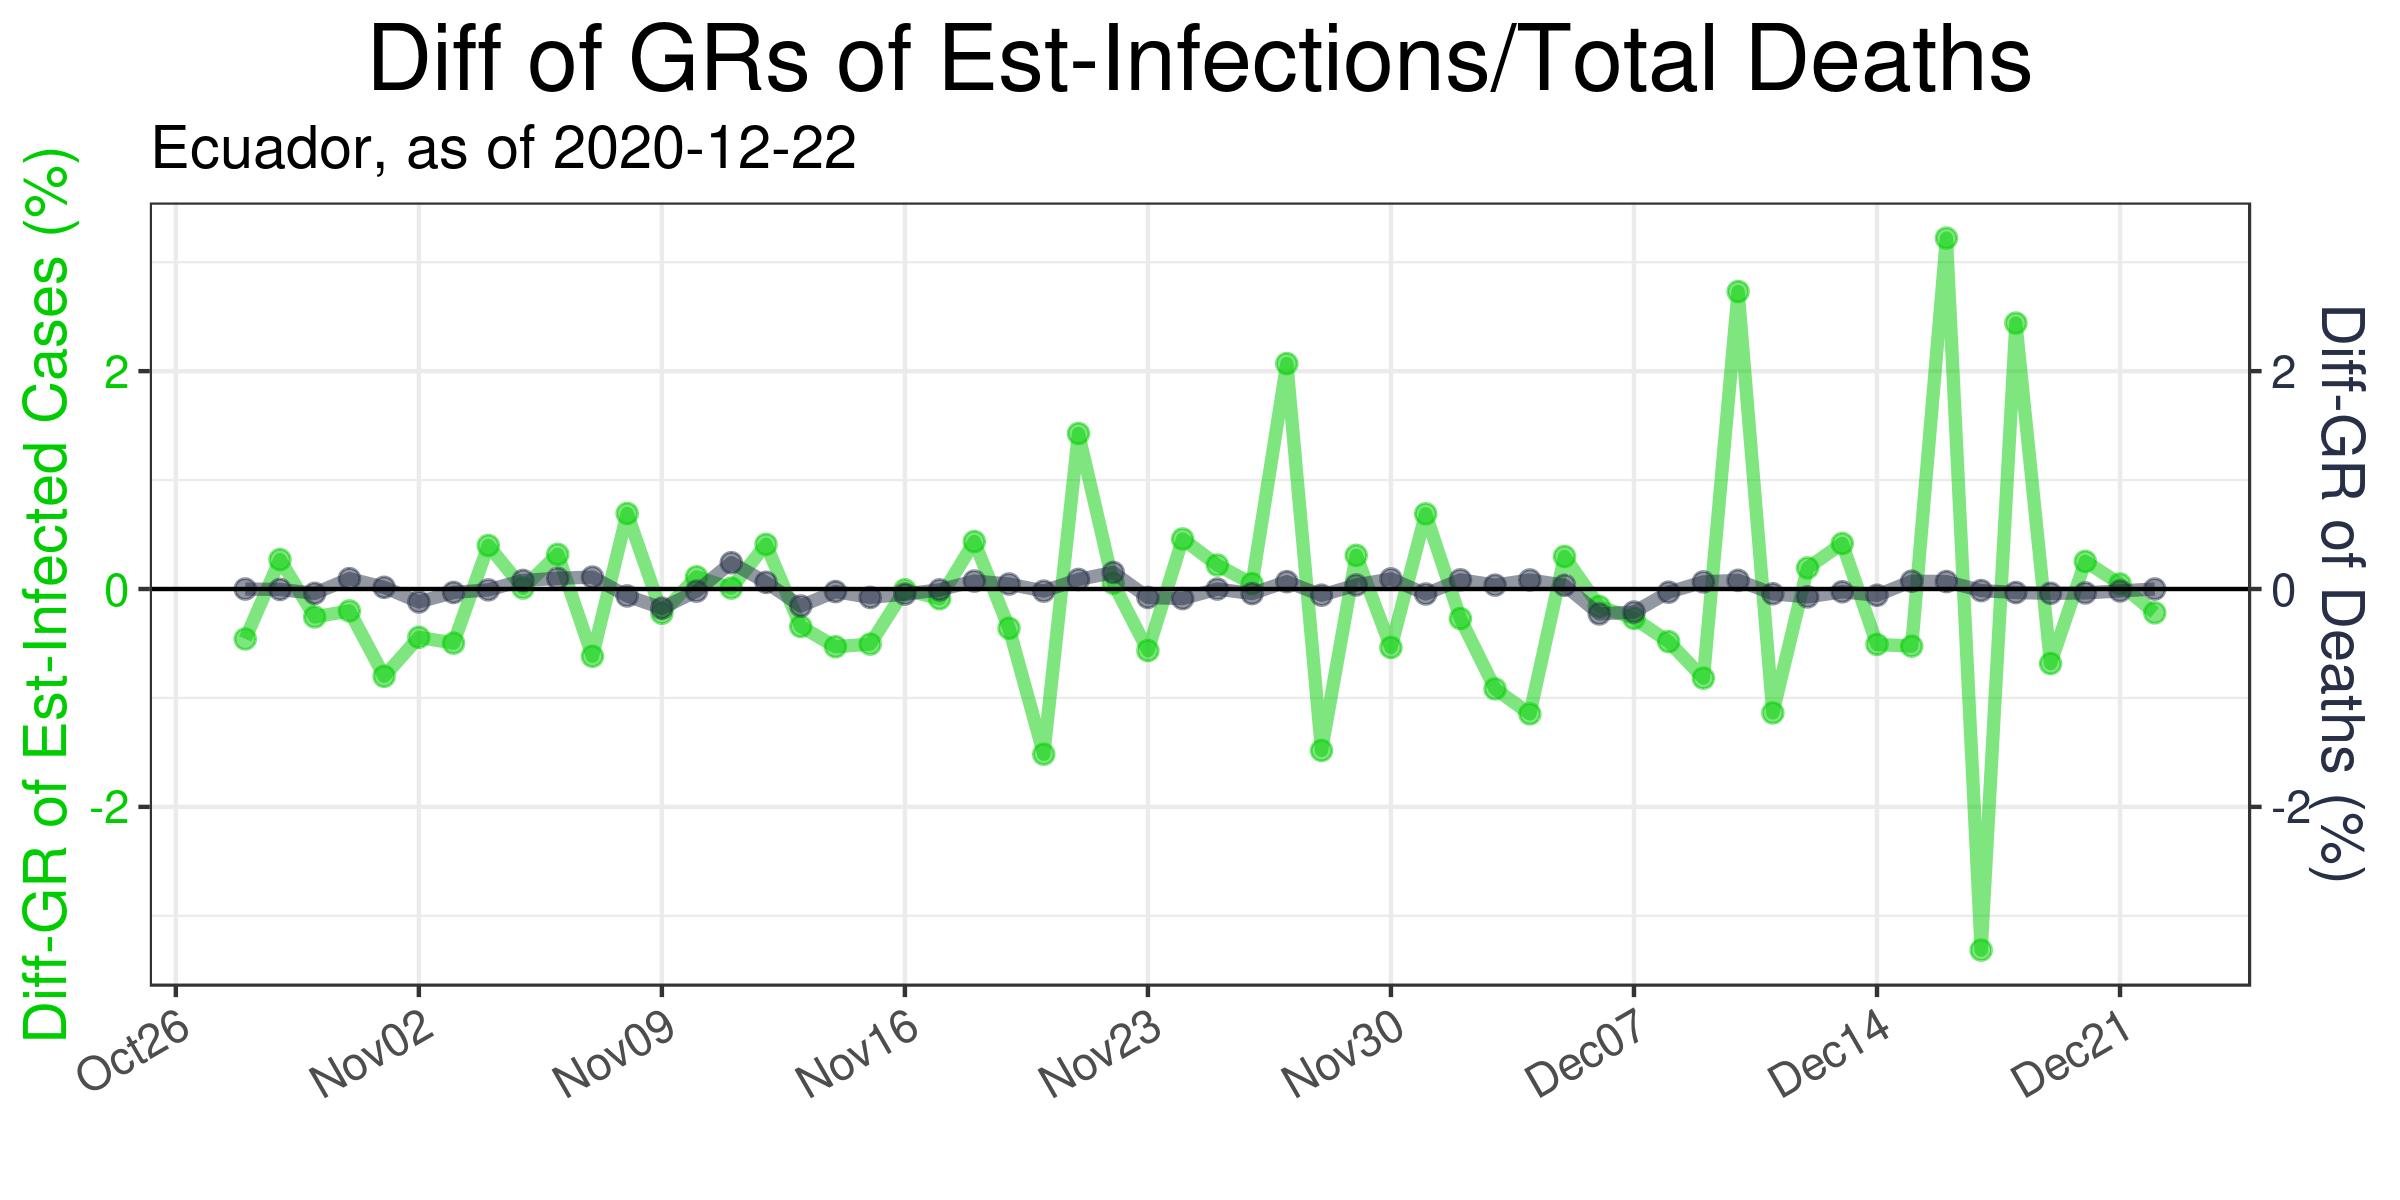 Diff of GRs of Est-Infections/Total Deaths
Ecuador, as of 2020-12-22
Diff-GR of Est-Infected Cases (%)
2
0
-2
2
0
-2
Diff-GR of Deaths (%)
Oct26
Nov02
Nov09
Nov16
Nov23
Nov30
Dec07
Dec14
Dec21